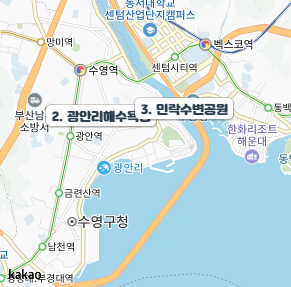 동서대학교
센텀산업단지캠퍼스
망미역
벡스코역
수영역
센텀시티역
부산남
소방서
2. 광안리해수욕장
3. 민락수변공원
동백
광안역
한화리조트
해운대
광안리
금련산역
수영구청
남천역
부경대역
kakao